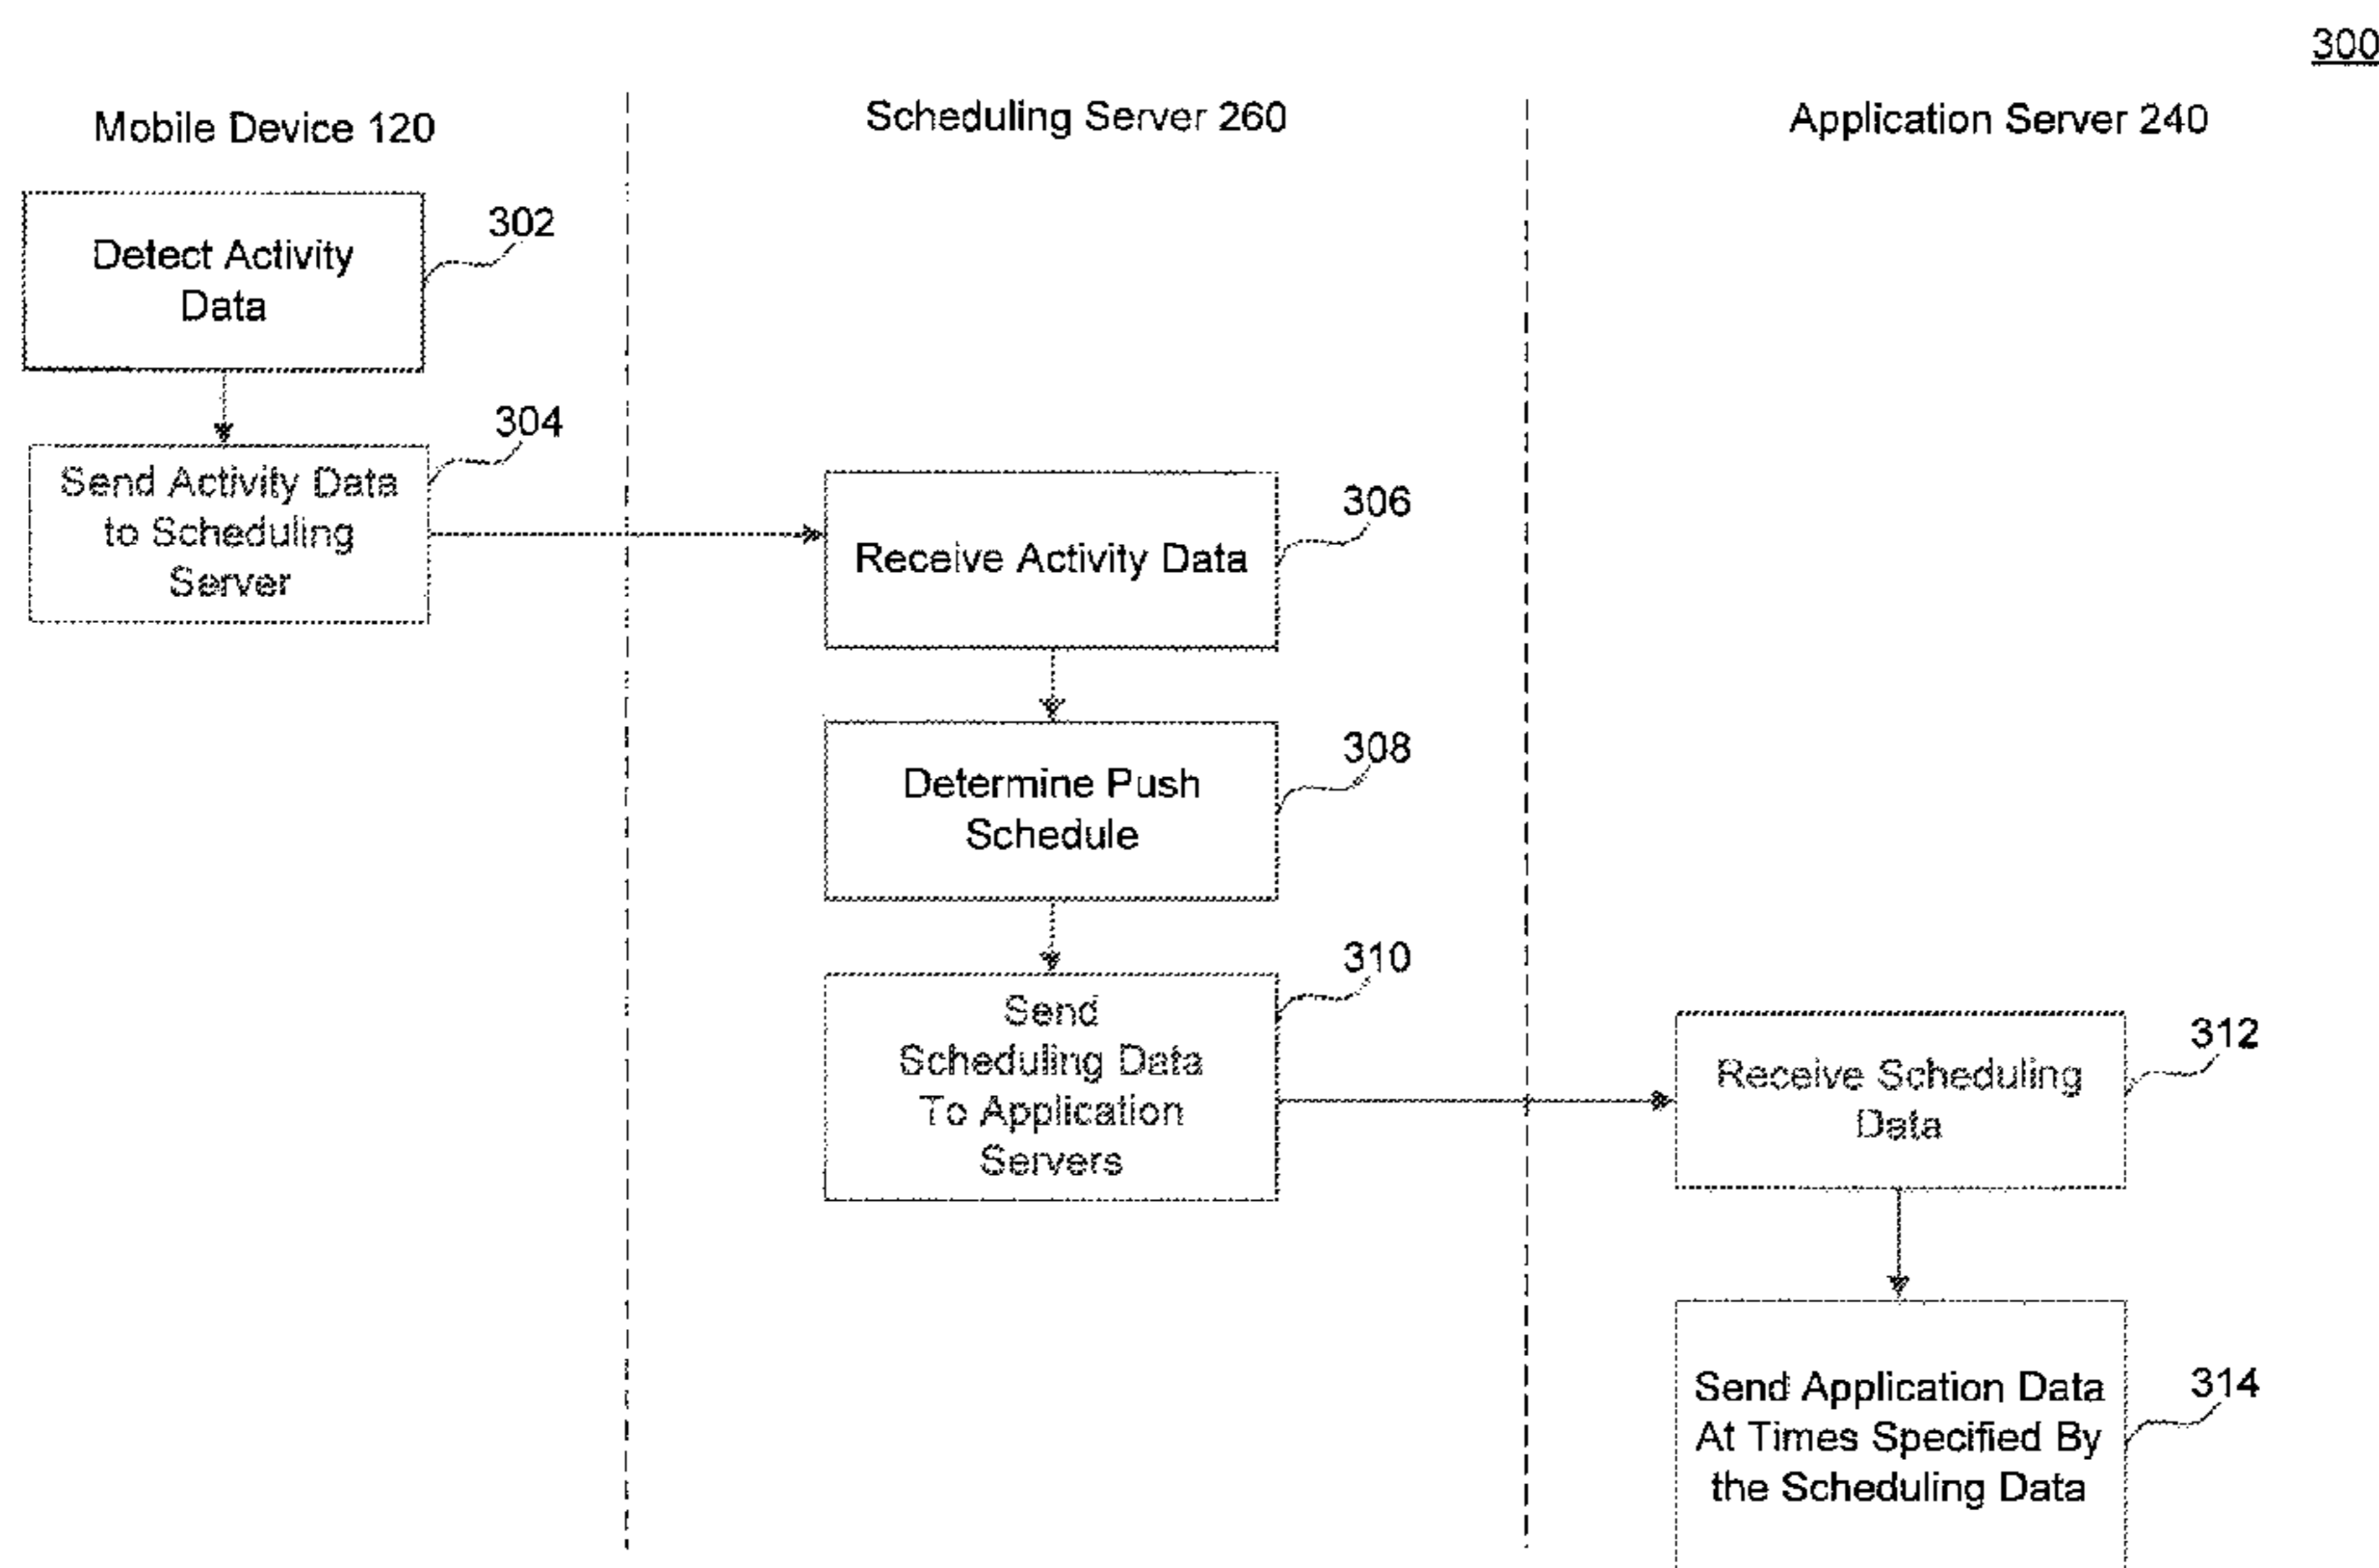 300
Mobile Device 120
Scheduling Server 260
Application Server 240
302
Detect Activity
Data
304
Send Activity Data
to Scheduling
Server
306
Receive Activity Data
308
Determine Push
Schedule
310
Send
Scheduling Data
To Application
Servers
312
Receive Scheduling
Data
314
Send Application Data
At Times Specified By
the Scheduling Data